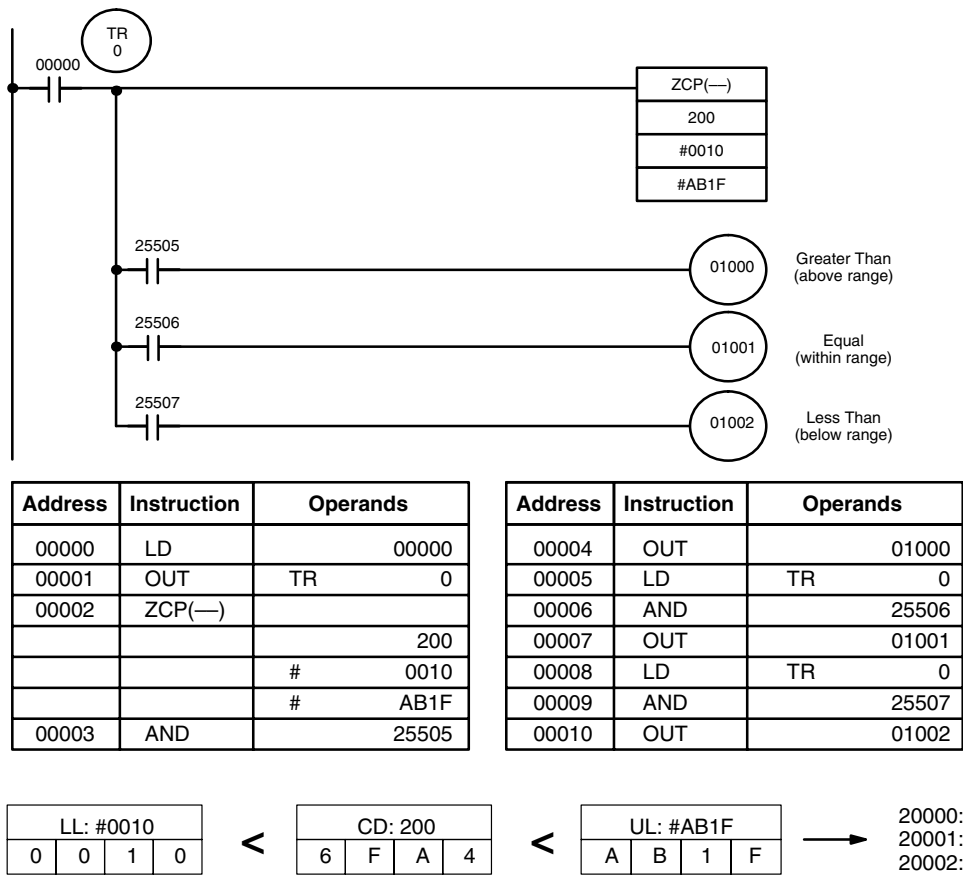 TR
0
00000
ZCP(—)
200
#0010
#AB1F
25505
01000
Greater Than
(above range)
25506
01001
Equal
(within range)
25507
01002
Less Than
(below range)
Address Instruction Operands
00000 LD 00000
00001 OUT TR 0
00002 ZCP(—)
200
# 0010
# AB1F
00003 AND 25505
Address Instruction Operands
00004 OUT 01000
00005 LD TR 0
00006 AND 25506
00007 OUT 01001
00008 LD TR 0
00009 AND 25507
00010 OUT 01002
LL: #0010
0 0 1 0
<
CD: 200
6 F A 4
<
UL: #AB1F
A B 1 F
20000:
20001:
20002: